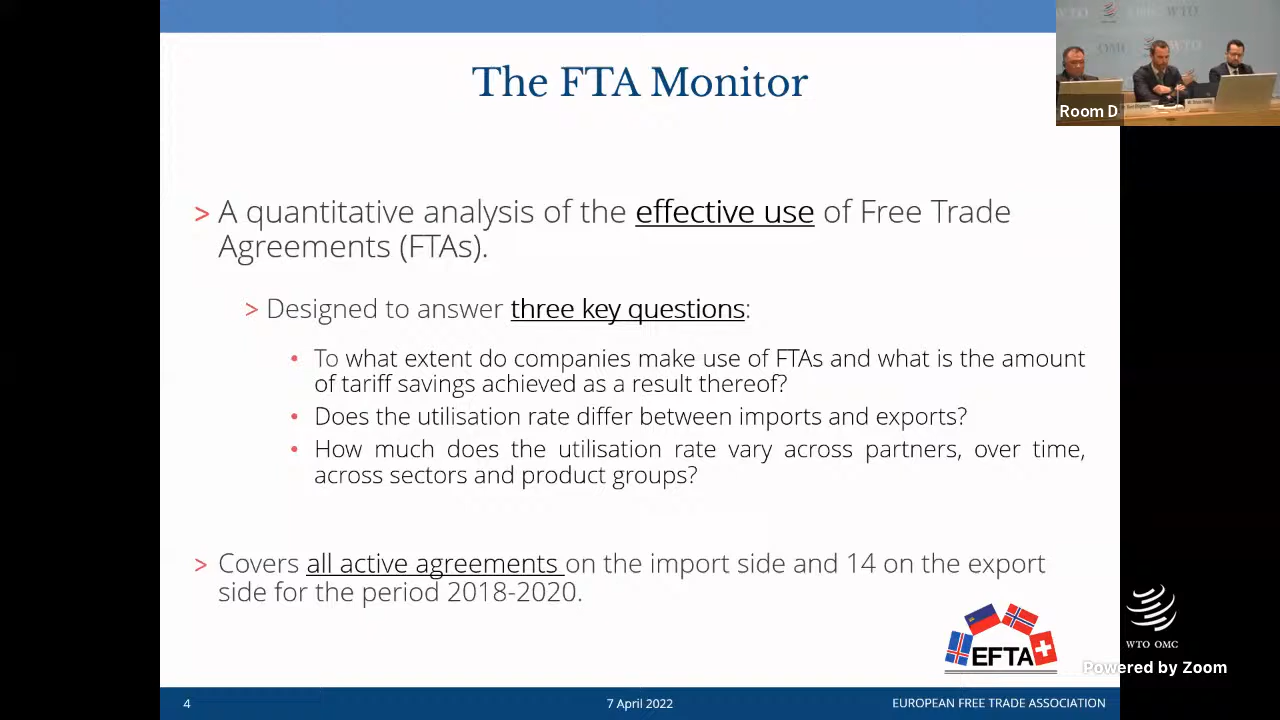 The FTA Monitor
> A quantitative analysis of the effective use of Free Trade
Agreements (FTAs).
> Designed to answer three key questions:
• To what extent do companies make use of FTAs and what is the amount
of tariff savings achieved as a result thereof?
• Does the utilisation rate differ between imports and exports?
• How much does the utilisation rate vary across partners, over time,
across sectors and product groups?
> Covers all active agreements on the import side and 14 on the export
side for the period 2018-2020.
EFTA
4
7 April 2022
EUROPEAN FREE TRADE ASSOCIATION
WTO
OMC
WTO
Room D
WTO OMC
Powered by Zoom